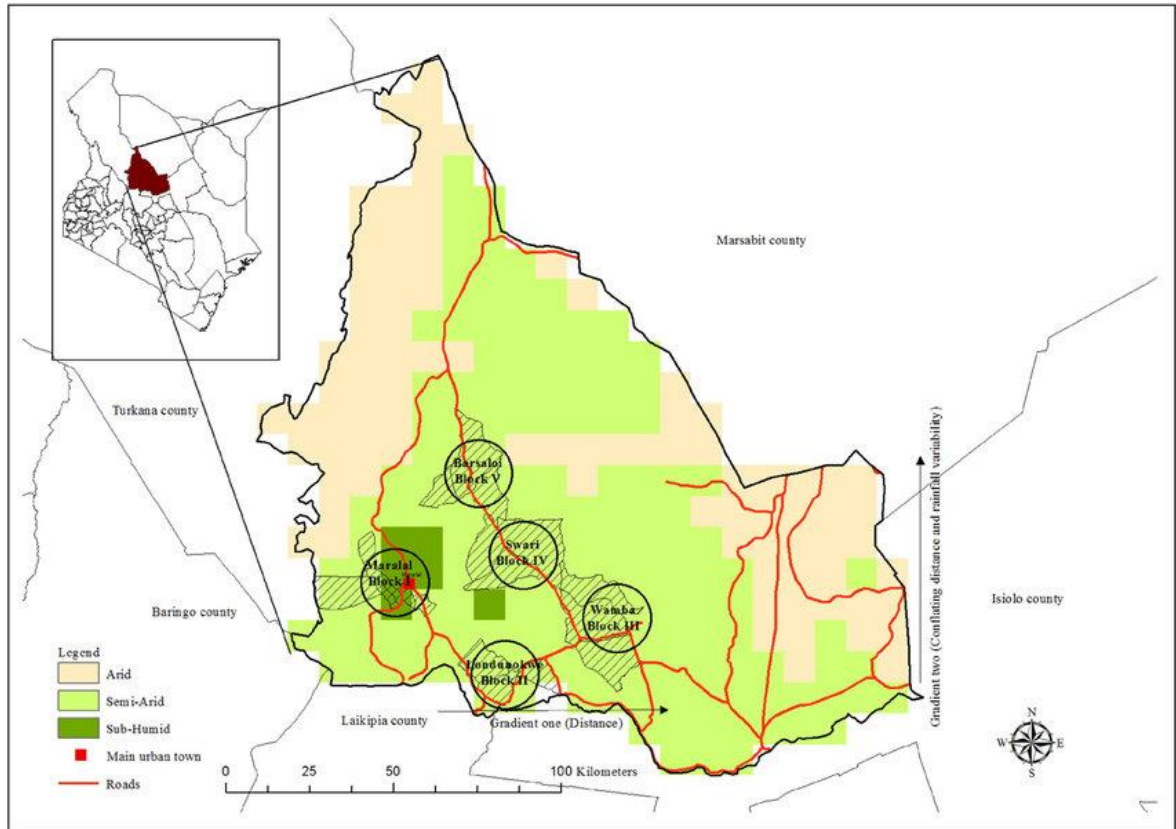 Marsabit county
Turkana county
Gradient two (Conflating distance and rainfall variability)
Barsaloi
Block V
Swari
Block IV
Maralal
Block I
Baringo county
Wamba
Block III
Isiolo county
Londunokwe
Block II
Laikipia county
Gradient one (Distance)
Legend
Arid
Semi-Arid
Sub-Humid
Main urban town
Roads
0 25 50 100 Kilometers
N
W E
S